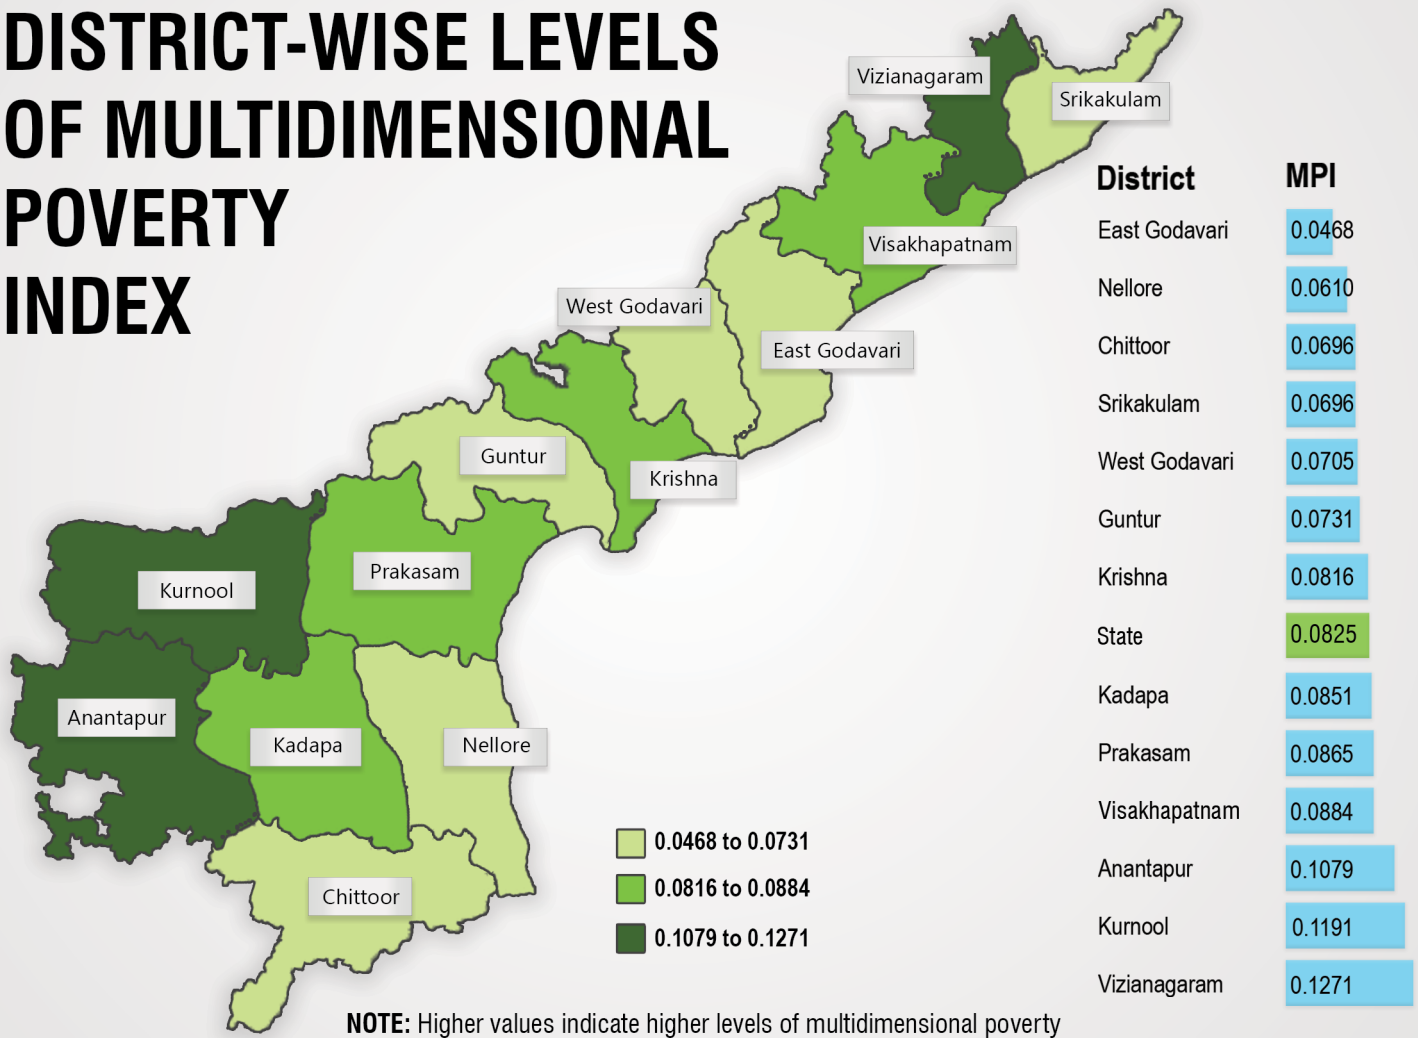 DISTRICT-WISE LEVELS
OF MULTIDIMENSIONAL
POVERTY
INDEX
Vizianagaram
Srikakulam
Visakhapatnam
West Godavari
East Godavari
Guntur
Krishna
Prakasam
Kurnool
Anantapur
Kadapa
Nellore
Chittoor
District MPI
East Godavari 0.0468
Nellore 0.0610
Chittoor 0.0696
Srikakulam 0.0696
West Godavari 0.0705
Guntur 0.0731
Krishna 0.0816
State 0.0825
Kadapa 0.0851
Prakasam 0.0865
Visakhapatnam 0.0884
Anantapur 0.1079
Kurnool 0.1191
Vizianagaram 0.1271
0.0468 to 0.0731
0.0816 to 0.0884
0.1079 to 0.1271
NOTE: Higher values indicate higher levels of multidimensional poverty